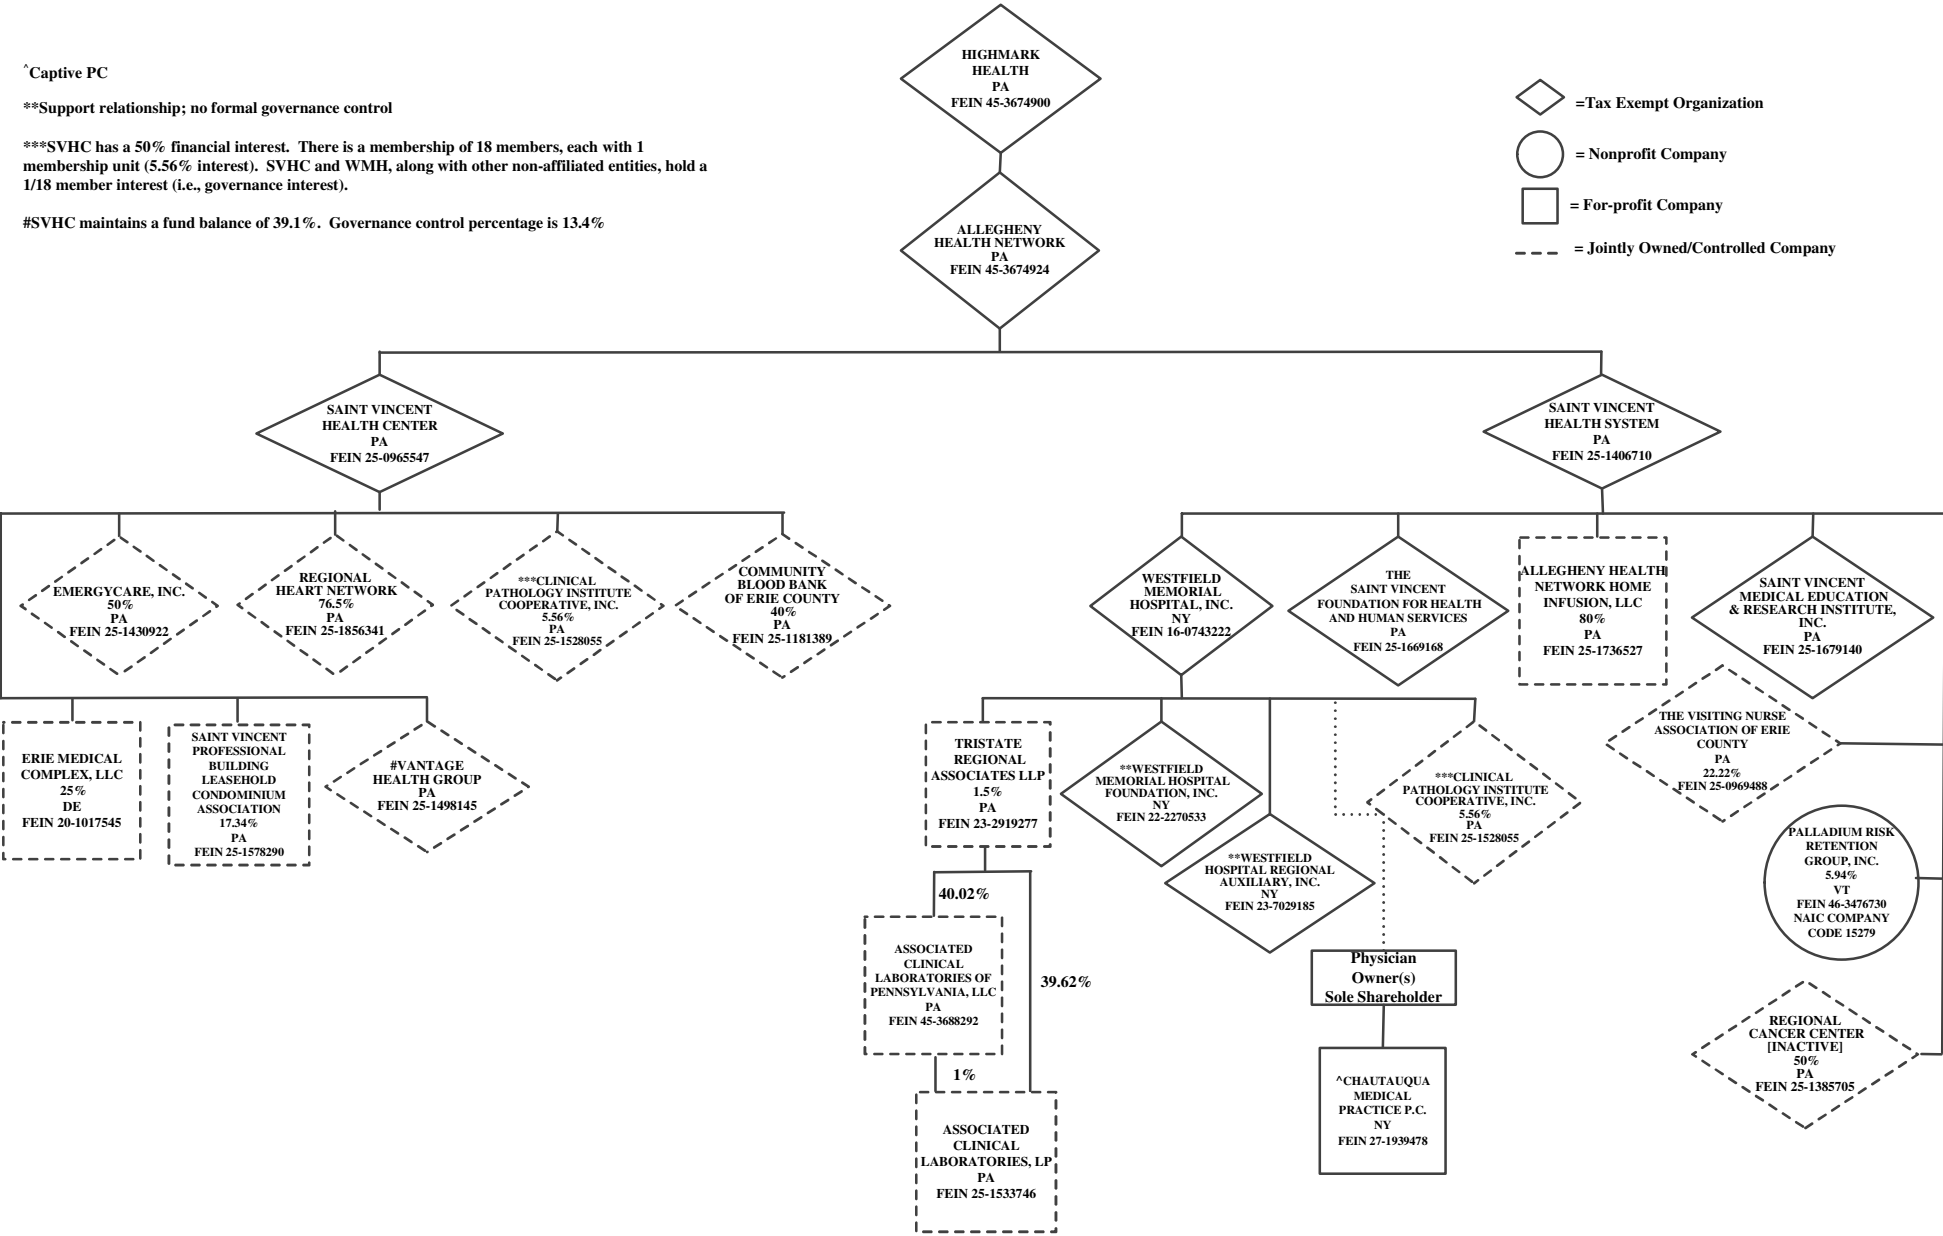 ^Captive PC
**Support relationship; no formal governance control
***SVHC has a 50% financial interest.  There is a membership of 18 members, each with 1
membership unit (5.56% interest).  SVHC and WMH, along with other non-affiliated entities, hold a
1/18 member interest (i.e., governance interest).
#SVHC maintains a fund balance of 39.1%.  Governance control percentage is 13.4%
HIGHMARK
HEALTH
PA
FEIN 45-3674900
=Tax Exempt Organization
= Nonprofit Company
= For-profit Company
= Jointly Owned/Controlled Company
ALLEGHENY
HEALTH NETWORK
PA
FEIN 45-3674924
SAINT VINCENT
HEALTH CENTER
PA
FEIN 25-0965547
SAINT VINCENT
HEALTH SYSTEM
PA
FEIN 25-1406710
EMERGYCARE, INC.
50%
PA
FEIN 25-1430922
REGIONAL
HEART NETWORK
76.5%
PA
FEIN 25-1856341
***CLINICAL
PATHOLOGY INSTITUTE
COOPERATIVE, INC.
5.56%
PA
FEIN 25-1528055
COMMUNITY
BLOOD BANK
OF ERIE COUNTY
40%
PA
FEIN 25-1181389
WESTFIELD
MEMORIAL
HOSPITAL, INC.
NY
FEIN 16-0743222
THE
SAINT VINCENT
FOUNDATION FOR HEALTH
AND HUMAN SERVICES
PA
FEIN 25-1669168
ALLEGHENY HEALTH
NETWORK HOME
INFUSION, LLC
80%
PA
FEIN 25-1736527
SAINT VINCENT
MEDICAL EDUCATION
& RESEARCH INSTITUTE,
INC.
PA
FEIN 25-1679140
ERIE MEDICAL
COMPLEX, LLC
25%
DE
FEIN 20-1017545
SAINT VINCENT
PROFESSIONAL
BUILDING
LEASEHOLD
CONDOMINIUM
ASSOCIATION
17.34%
PA
FEIN 25-1578290
#VANTAGE
HEALTH GROUP
PA
FEIN 25-1498145
TRISTATE
REGIONAL
ASSOCIATES LLP
1.5%
PA
FEIN 23-2919277
**WESTFIELD
MEMORIAL HOSPITAL
FOUNDATION, INC.
NY
FEIN 22-2270533
**WESTFIELD
HOSPITAL REGIONAL
AUXILIARY, INC.
NY
FEIN 23-7029185
***CLINICAL
PATHOLOGY INSTITUTE
COOPERATIVE, INC.
5.56%
PA
FEIN 25-1528055
THE VISITING NURSE
ASSOCIATION OF ERIE
COUNTY
PA
22.22%
FEIN 25-0969488
PALLADIUM RISK
RETENTION
GROUP, INC.
5.94%
VT
FEIN 46-3476730
NAIC COMPANY
CODE 15279
40.02%
ASSOCIATED
CLINICAL
LABORATORIES OF
PENNSYLVANIA, LLC
PA
FEIN 45-3688292
39.62%
1%
ASSOCIATED
CLINICAL
LABORATORIES, LP
PA
FEIN 25-1533746
Physician
Owner(s)
Sole Shareholder
^CHAUTAUQUA
MEDICAL
PRACTICE P.C.
NY
FEIN 27-1939478
REGIONAL
CANCER CENTER
[INACTIVE]
50%
PA
FEIN 25-1385705